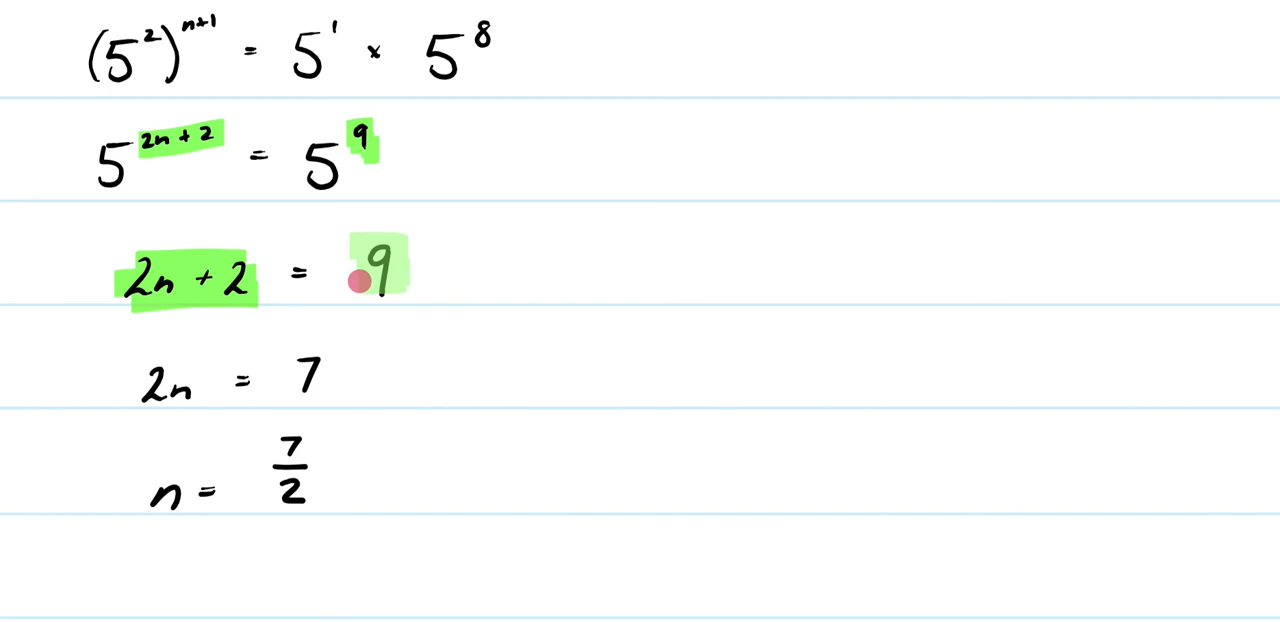 (5²)ⁿ⁺¹ = 5¹ × 5⁸
5²ⁿ⁺² = 5⁹
2n + 2 = 9
2n = 7
n = 7/2